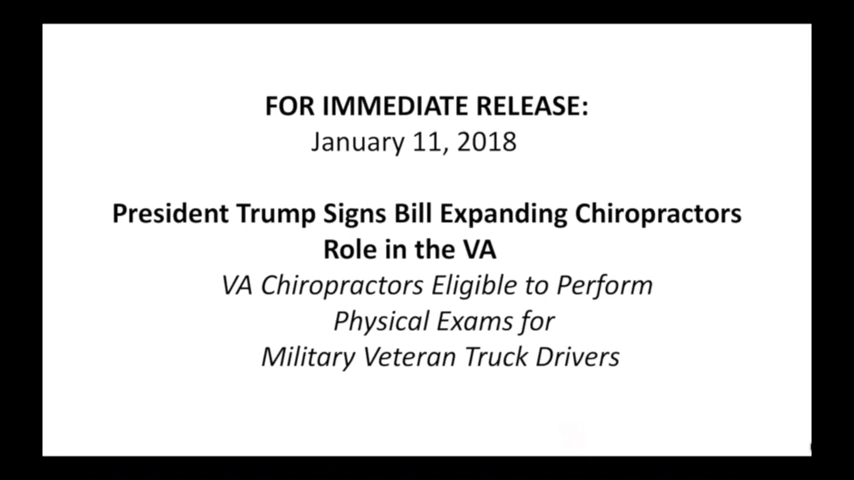 FOR IMMEDIATE RELEASE:
January 11, 2018
President Trump Signs Bill Expanding Chiropractors
Role in the VA
VA Chiropractors Eligible to Perform
Physical Exams for
Military Veteran Truck Drivers